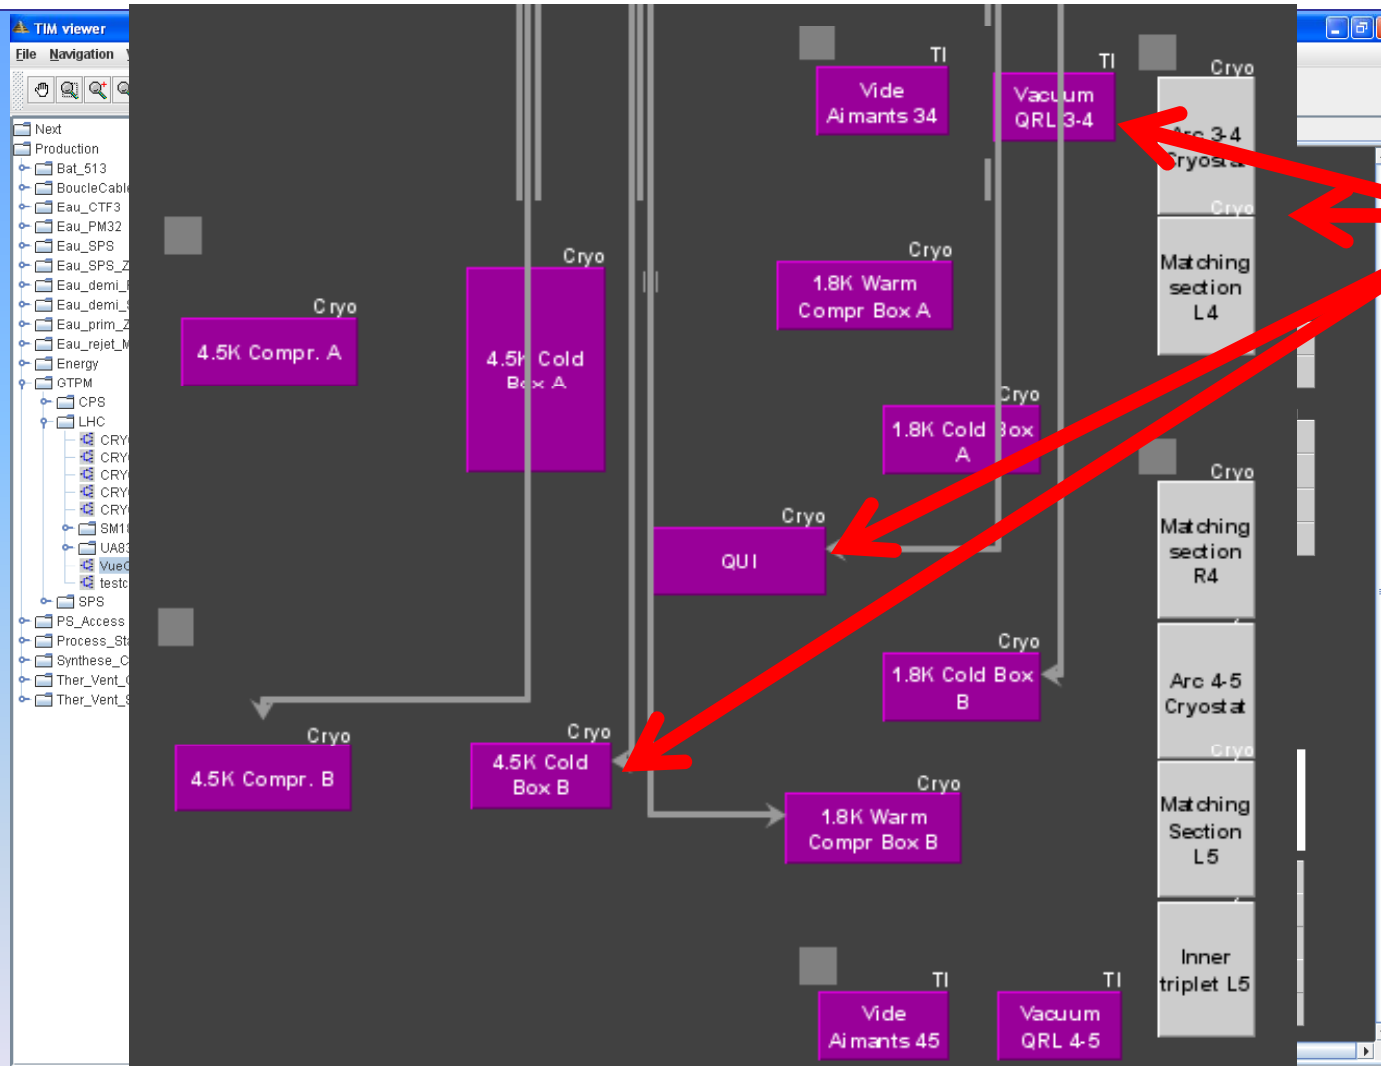 TIM viewer
File Navigation
Next
Production
Bat_513
Eau_CTF3
Eau_PM32
Eau_SPS
Energy
GTPM
CPS
LHC
SPS
PS_Access
TI
Vide
Aimants 34
TI
Vacuum
QRL 3-4
Cryo
Arc 3-4
Cryostat
Cryo
Matching
section
L4
Cryo
4.5K Compr. A
Cryo
4.5K Cold
Box A
Cryo
1.8K Warm
Compr Box A
Cryo
1.8K Cold Box
A
Cryo
QUI
Cryo
Matching
section
R4
Cryo
1.8K Cold Box
B
Arc 4-5
Cryostat
Cryo
4.5K Compr. B
Cryo
4.5K Cold
Box B
Cryo
1.8K Warm
Compr Box B
Cryo
Matching
Section
L5
Inner
triplet L5
TI
Vide
Aimants 45
TI
Vacuum
QRL 4-5